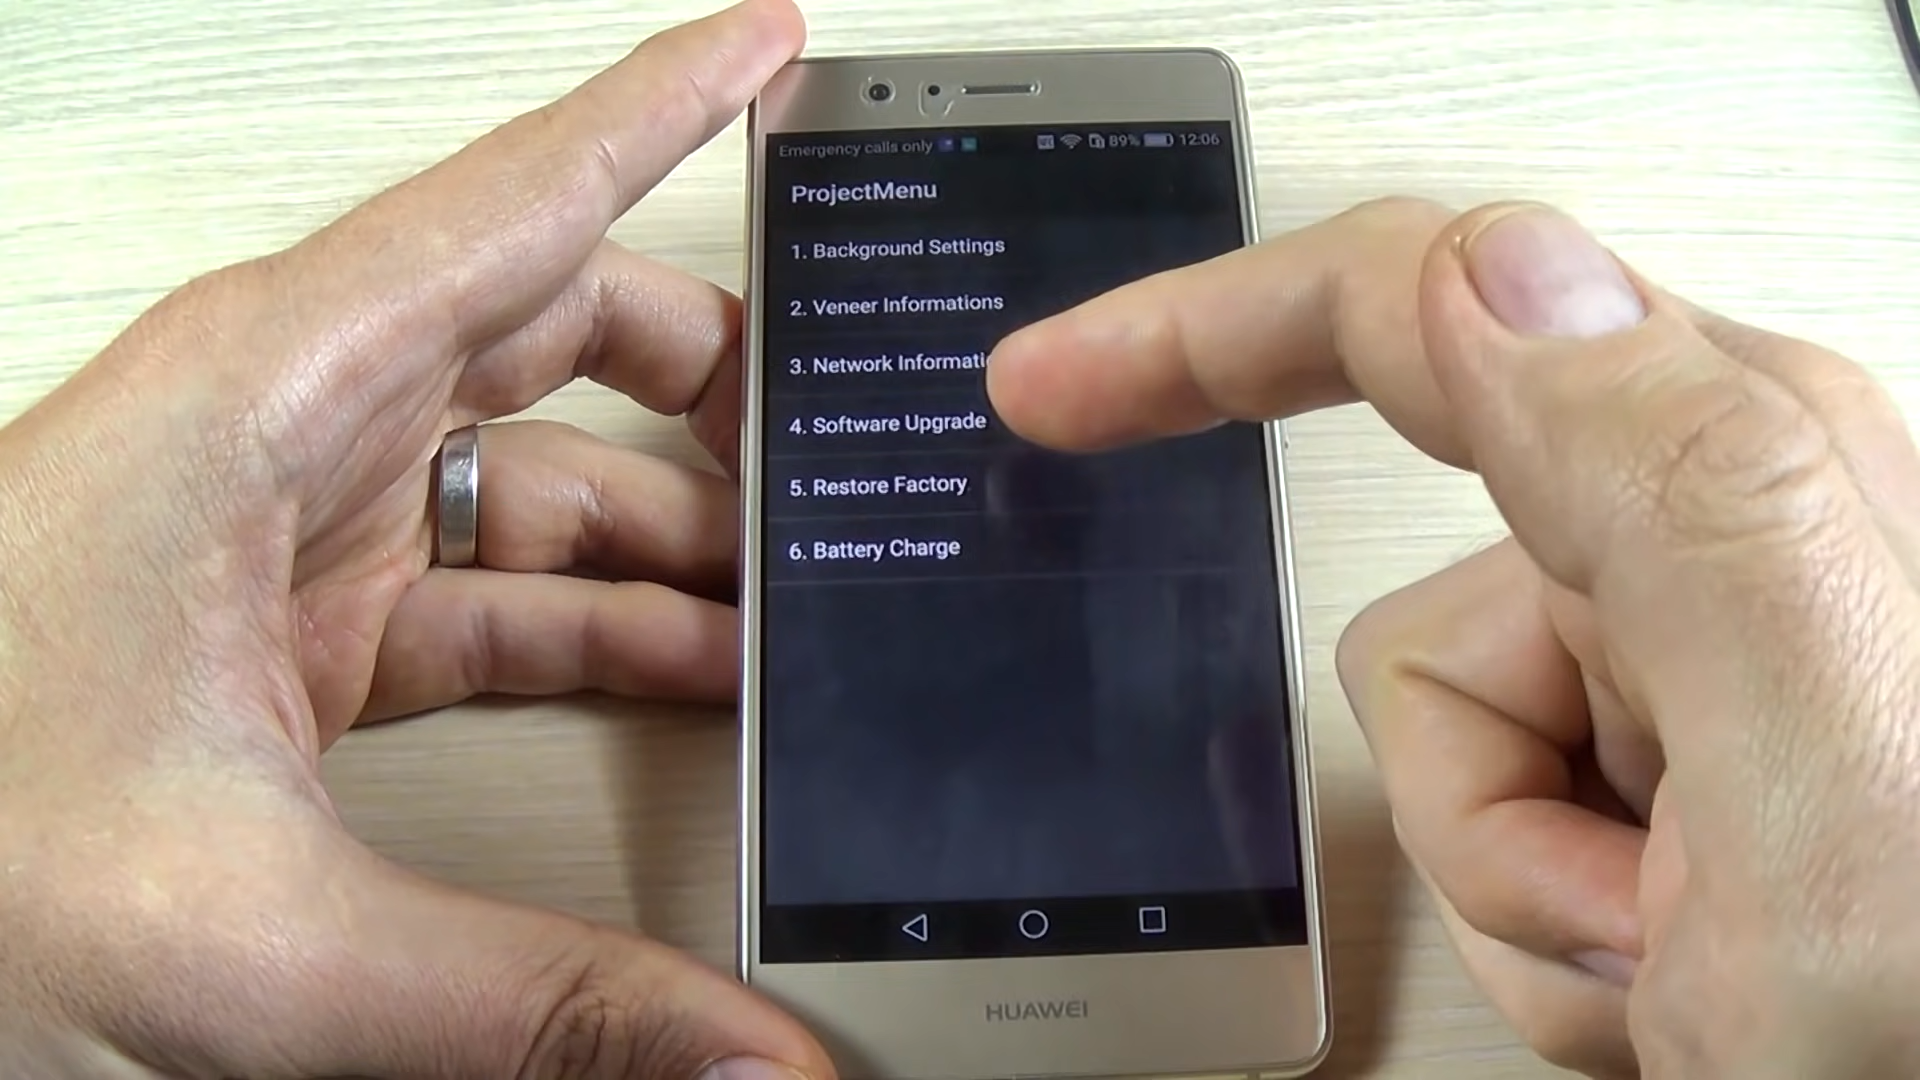 Emergency calls only 89% 12:06
ProjectMenu
1. Background Settings
2. Veneer Informations
3. Network Informati
4. Software Upgrade
5. Restore Factory
6. Battery Charge
HUAWEI